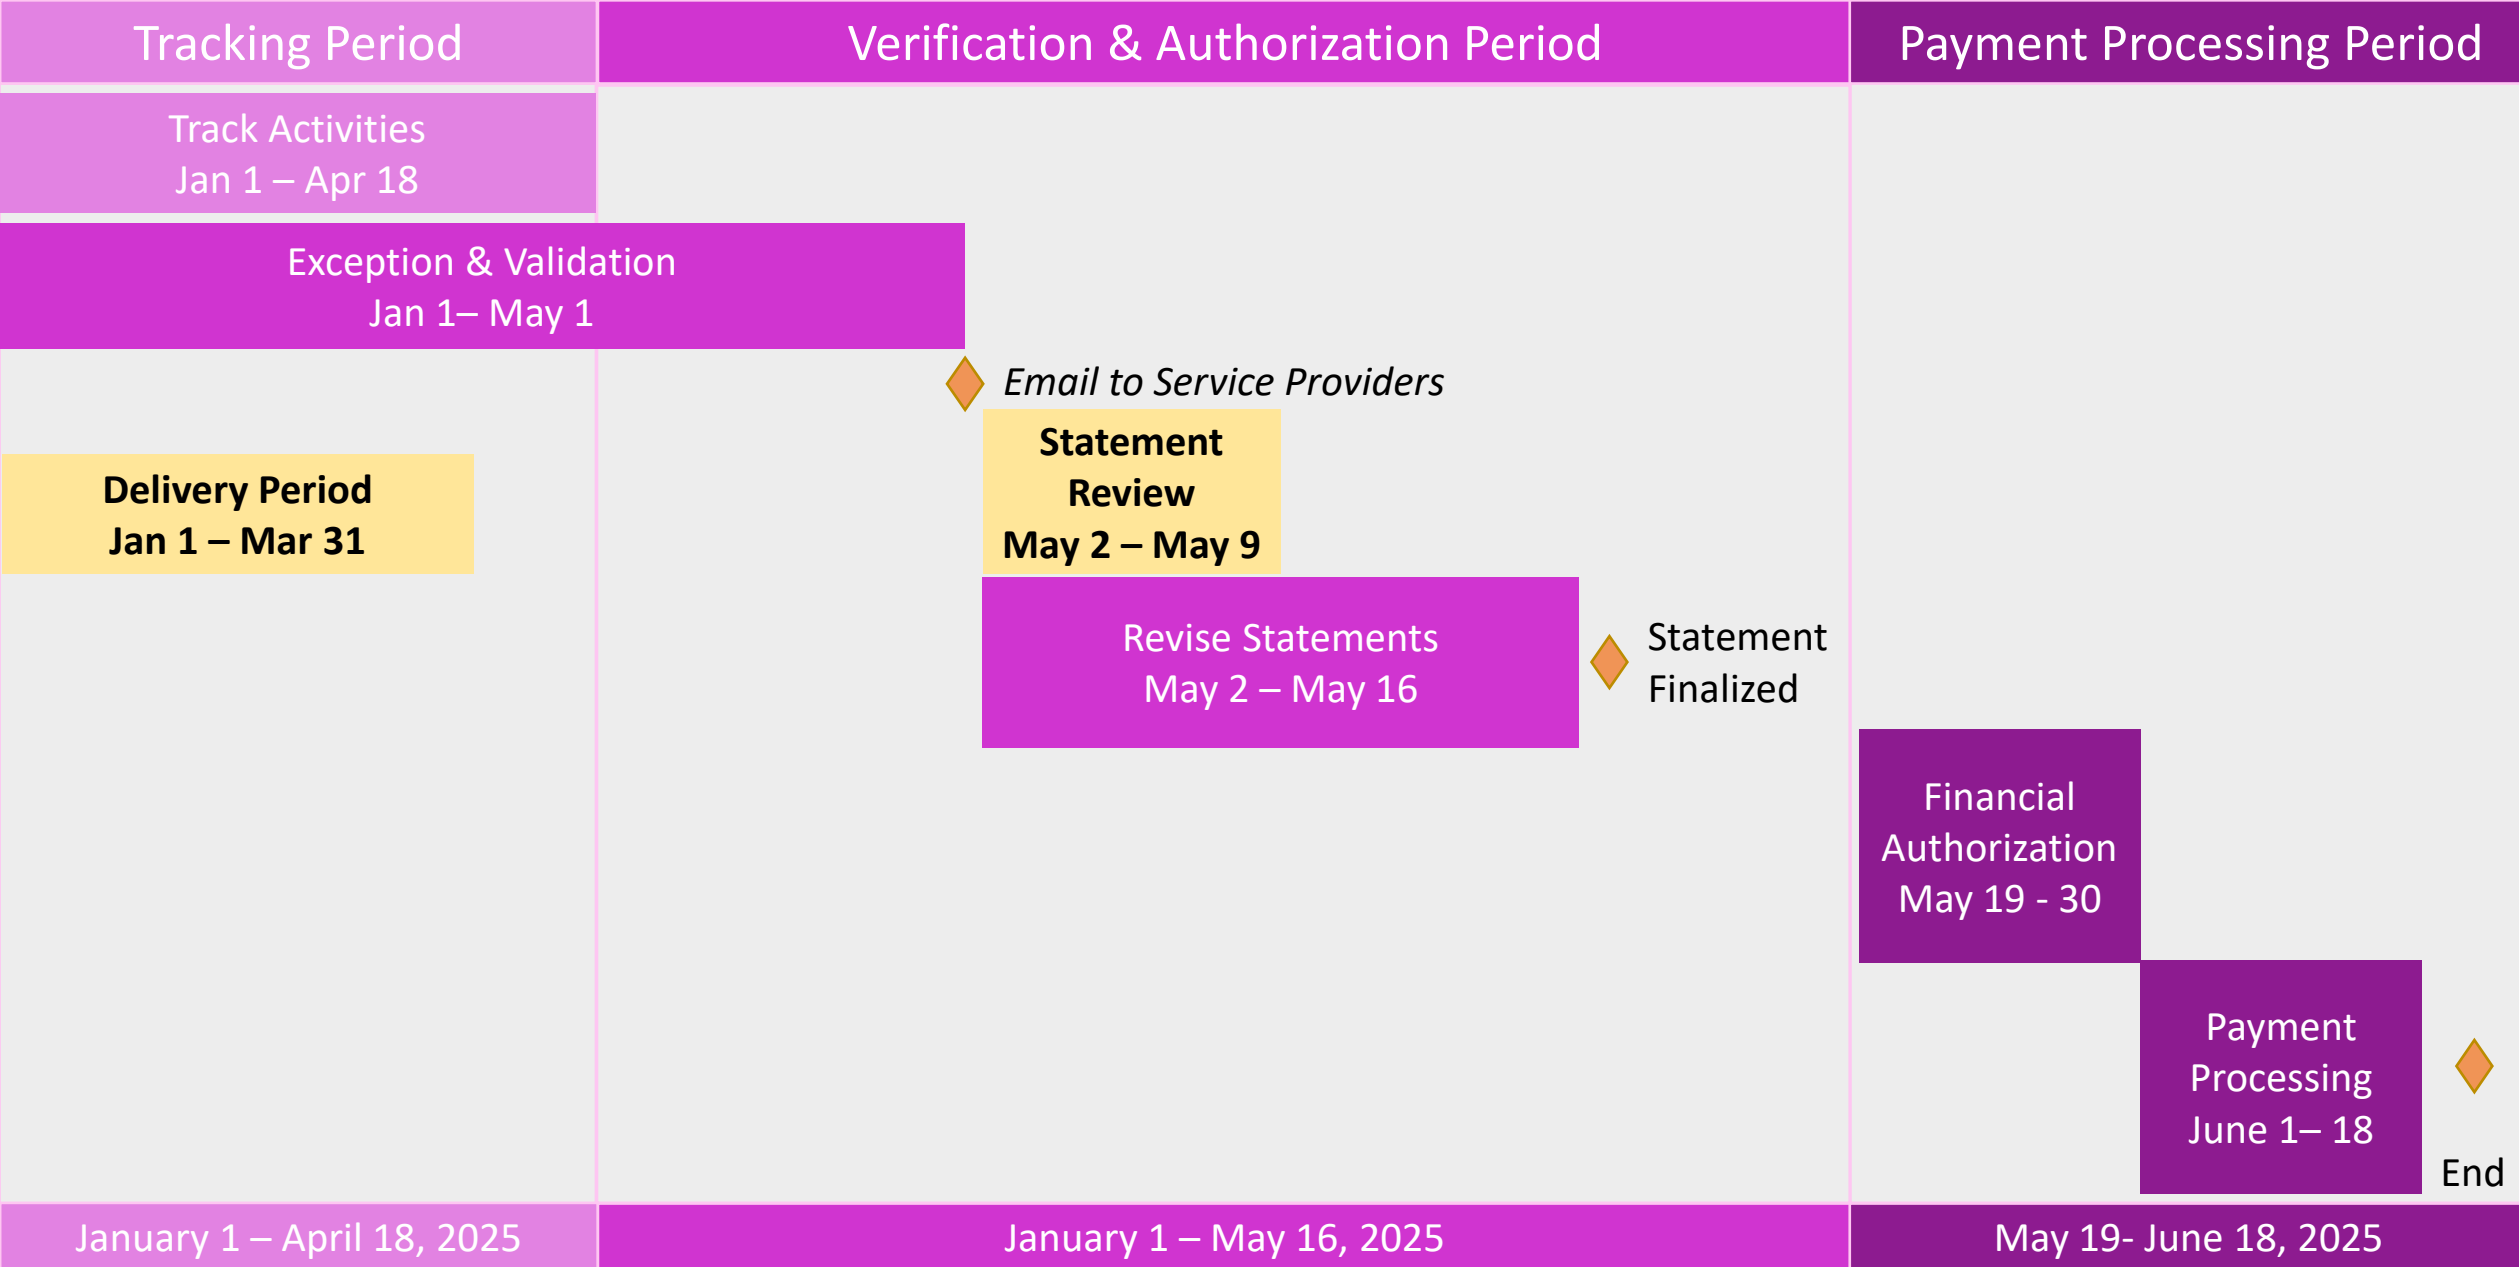 Tracking Period
Verification & Authorization Period
Payment Processing Period
Track Activities
Jan 1 – Apr 18
Exception & Validation
Jan 1– May 1
Email to Service Providers
Delivery Period
Jan 1 – Mar 31
Statement
Review
May 2 – May 9
Revise Statements
May 2 – May 16
Statement
Finalized
Financial
Authorization
May 19 - 30
Payment
Processing
June 1– 18
End
January 1 – April 18, 2025
January 1 – May 16, 2025
May 19- June 18, 2025